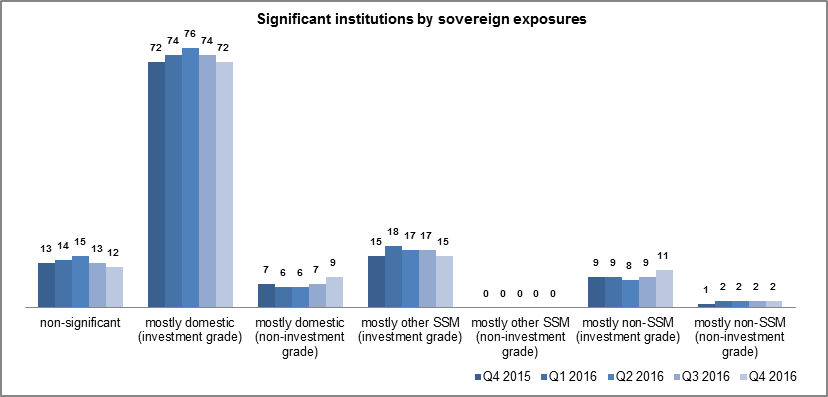 Significant institutions by sovereign exposures
72 74 76 74 72
13 14 15 13 12
7 6 6 7 9
15 18 17 17 15
0 0 0 0 0
9 9 8 9 11
1 2 2 2 2
non-significant
mostly domestic
(investment grade)
mostly domestic
(non-investment
grade)
mostly other SSM
(investment grade)
mostly other SSM
(non-investment
grade)
mostly non-SSM
(investment grade)
mostly non-SSM
(non-investment
grade)
Q4 2015 Q1 2016 Q2 2016 Q3 2016 Q4 2016